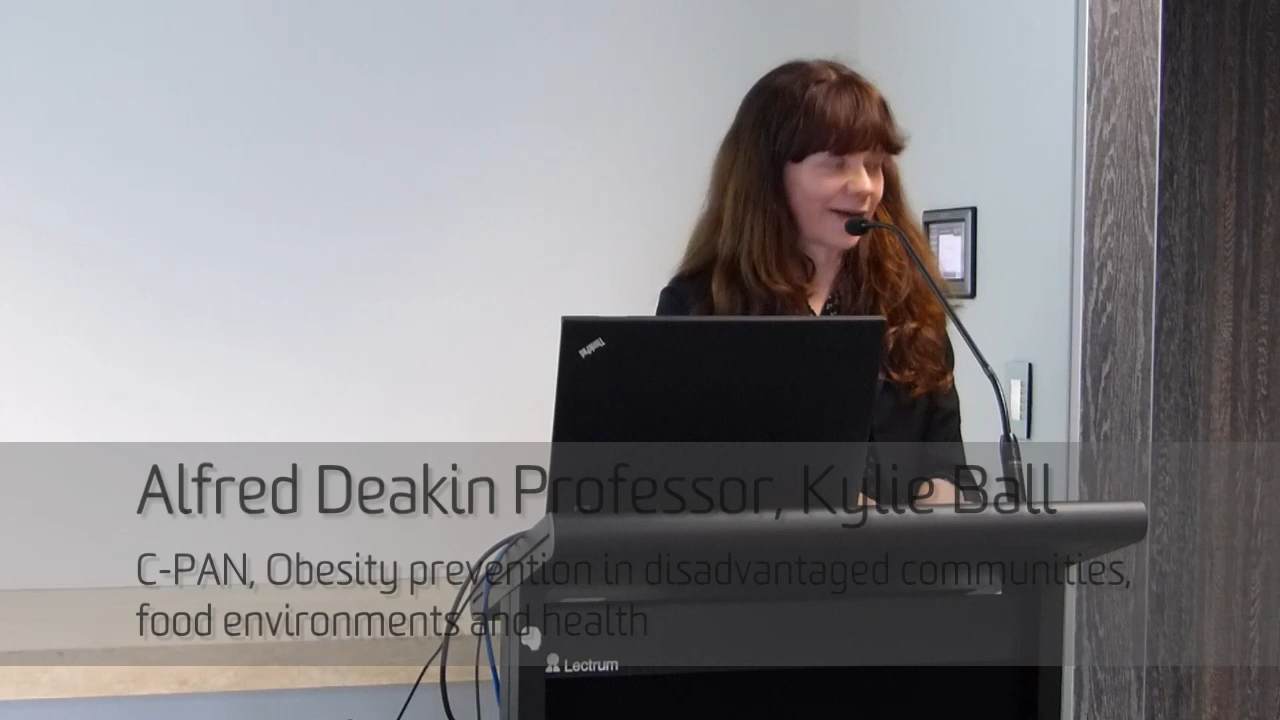 ThinkPad
Alfred Deakin Professor, Kylie Ball
C-PAN, Obesity prevention in disadvantaged communities,
food environments and health
Lectrum